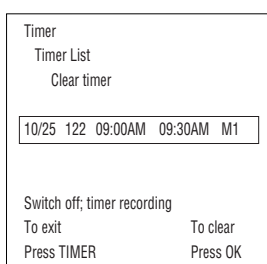 Timer
Timer List
Clear timer
10/25 122 09:00AM 09:30AM M1
Switch off; timer recording
To exit To clear
Press TIMER Press OK